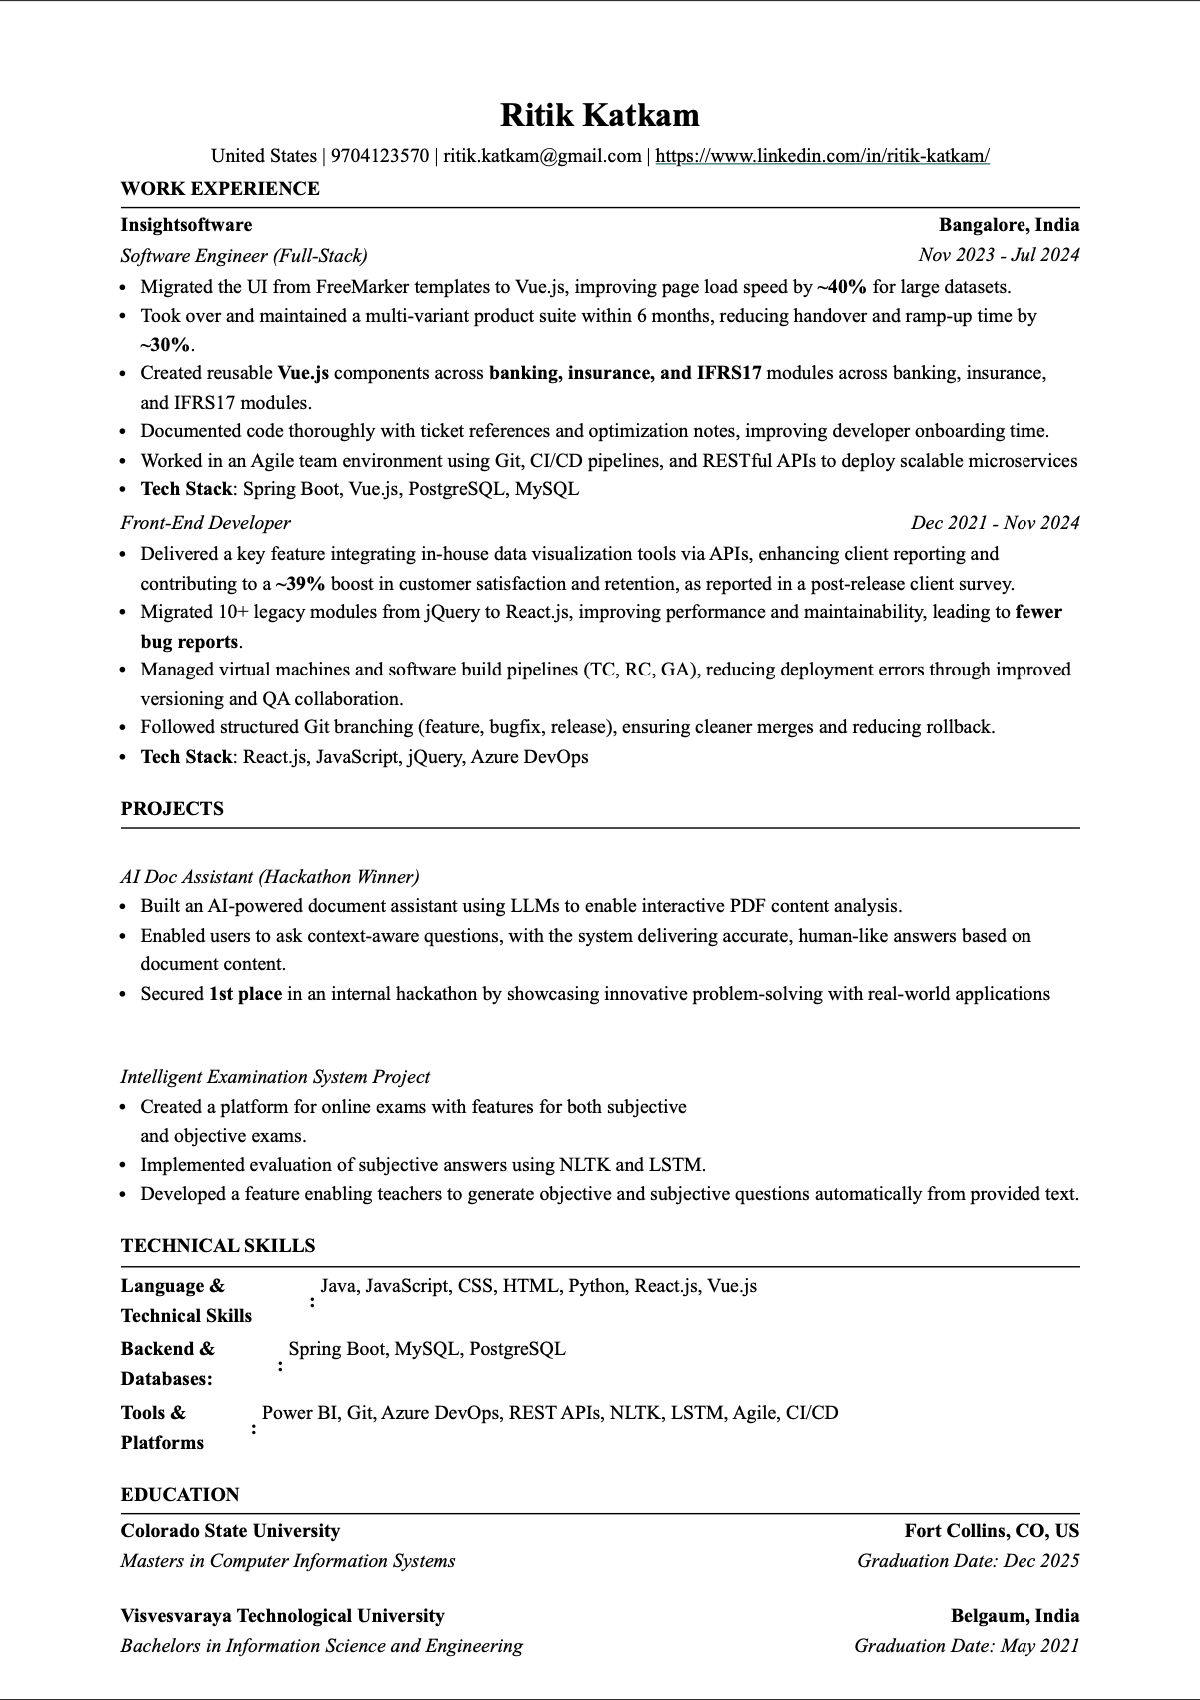 Ritik Katkam
United States | 9704123570 | ritik.katkam@gmail.com | https://www.linkedin.com/in/ritik-katkam/
WORK EXPERIENCE
Insightsoftware Bangalore, India
Software Engineer (Full-Stack) Nov 2023 - Jul 2024
• Migrated the UI from FreeMarker templates to Vue.js, improving page load speed by ~40% for large datasets.
• Took over and maintained a multi-variant product suite within 6 months, reducing handover and ramp-up time by
~30%.
• Created reusable Vue.js components across banking, insurance, and IFRS17 modules across banking, insurance,
and IFRS17 modules.
• Documented code thoroughly with ticket references and optimization notes, improving developer onboarding time.
• Worked in an Agile team environment using Git, CI/CD pipelines, and RESTful APIs to deploy scalable microservices
• Tech Stack: Spring Boot, Vue.js, PostgreSQL, MySQL
Front-End Developer Dec 2021 - Nov 2024
• Delivered a key feature integrating in-house data visualization tools via APIs, enhancing client reporting and
contributing to a ~39% boost in customer satisfaction and retention, as reported in a post-release client survey.
• Migrated 10+ legacy modules from jQuery to React.js, improving performance and maintainability, leading to fewer
bug reports.
• Managed virtual machines and software build pipelines (TC, RC, GA), reducing deployment errors through improved
versioning and QA collaboration.
• Followed structured Git branching (feature, bugfix, release), ensuring cleaner merges and reducing rollback.
• Tech Stack: React.js, JavaScript, jQuery, Azure DevOps
PROJECTS
AI Doc Assistant (Hackathon Winner)
• Built an AI-powered document assistant using LLMs to enable interactive PDF content analysis.
• Enabled users to ask context-aware questions, with the system delivering accurate, human-like answers based on
document content.
• Secured 1st place in an internal hackathon by showcasing innovative problem-solving with real-world applications
Intelligent Examination System Project
• Created a platform for online exams with features for both subjective
and objective exams.
• Implemented evaluation of subjective answers using NLTK and LSTM.
• Developed a feature enabling teachers to generate objective and subjective questions automatically from provided text.
TECHNICAL SKILLS
Language &
Technical Skills : Java, JavaScript, CSS, HTML, Python, React.js, Vue.js
Backend &
Databases: : Spring Boot, MySQL, PostgreSQL
Tools &
Platforms : Power BI, Git, Azure DevOps, REST APIs, NLTK, LSTM, Agile, CI/CD
EDUCATION
Colorado State University Fort Collins, CO, US
Masters in Computer Information Systems Graduation Date: Dec 2025
Visvesvaraya Technological University Belgaum, India
Bachelors in Information Science and Engineering Graduation Date: May 2021